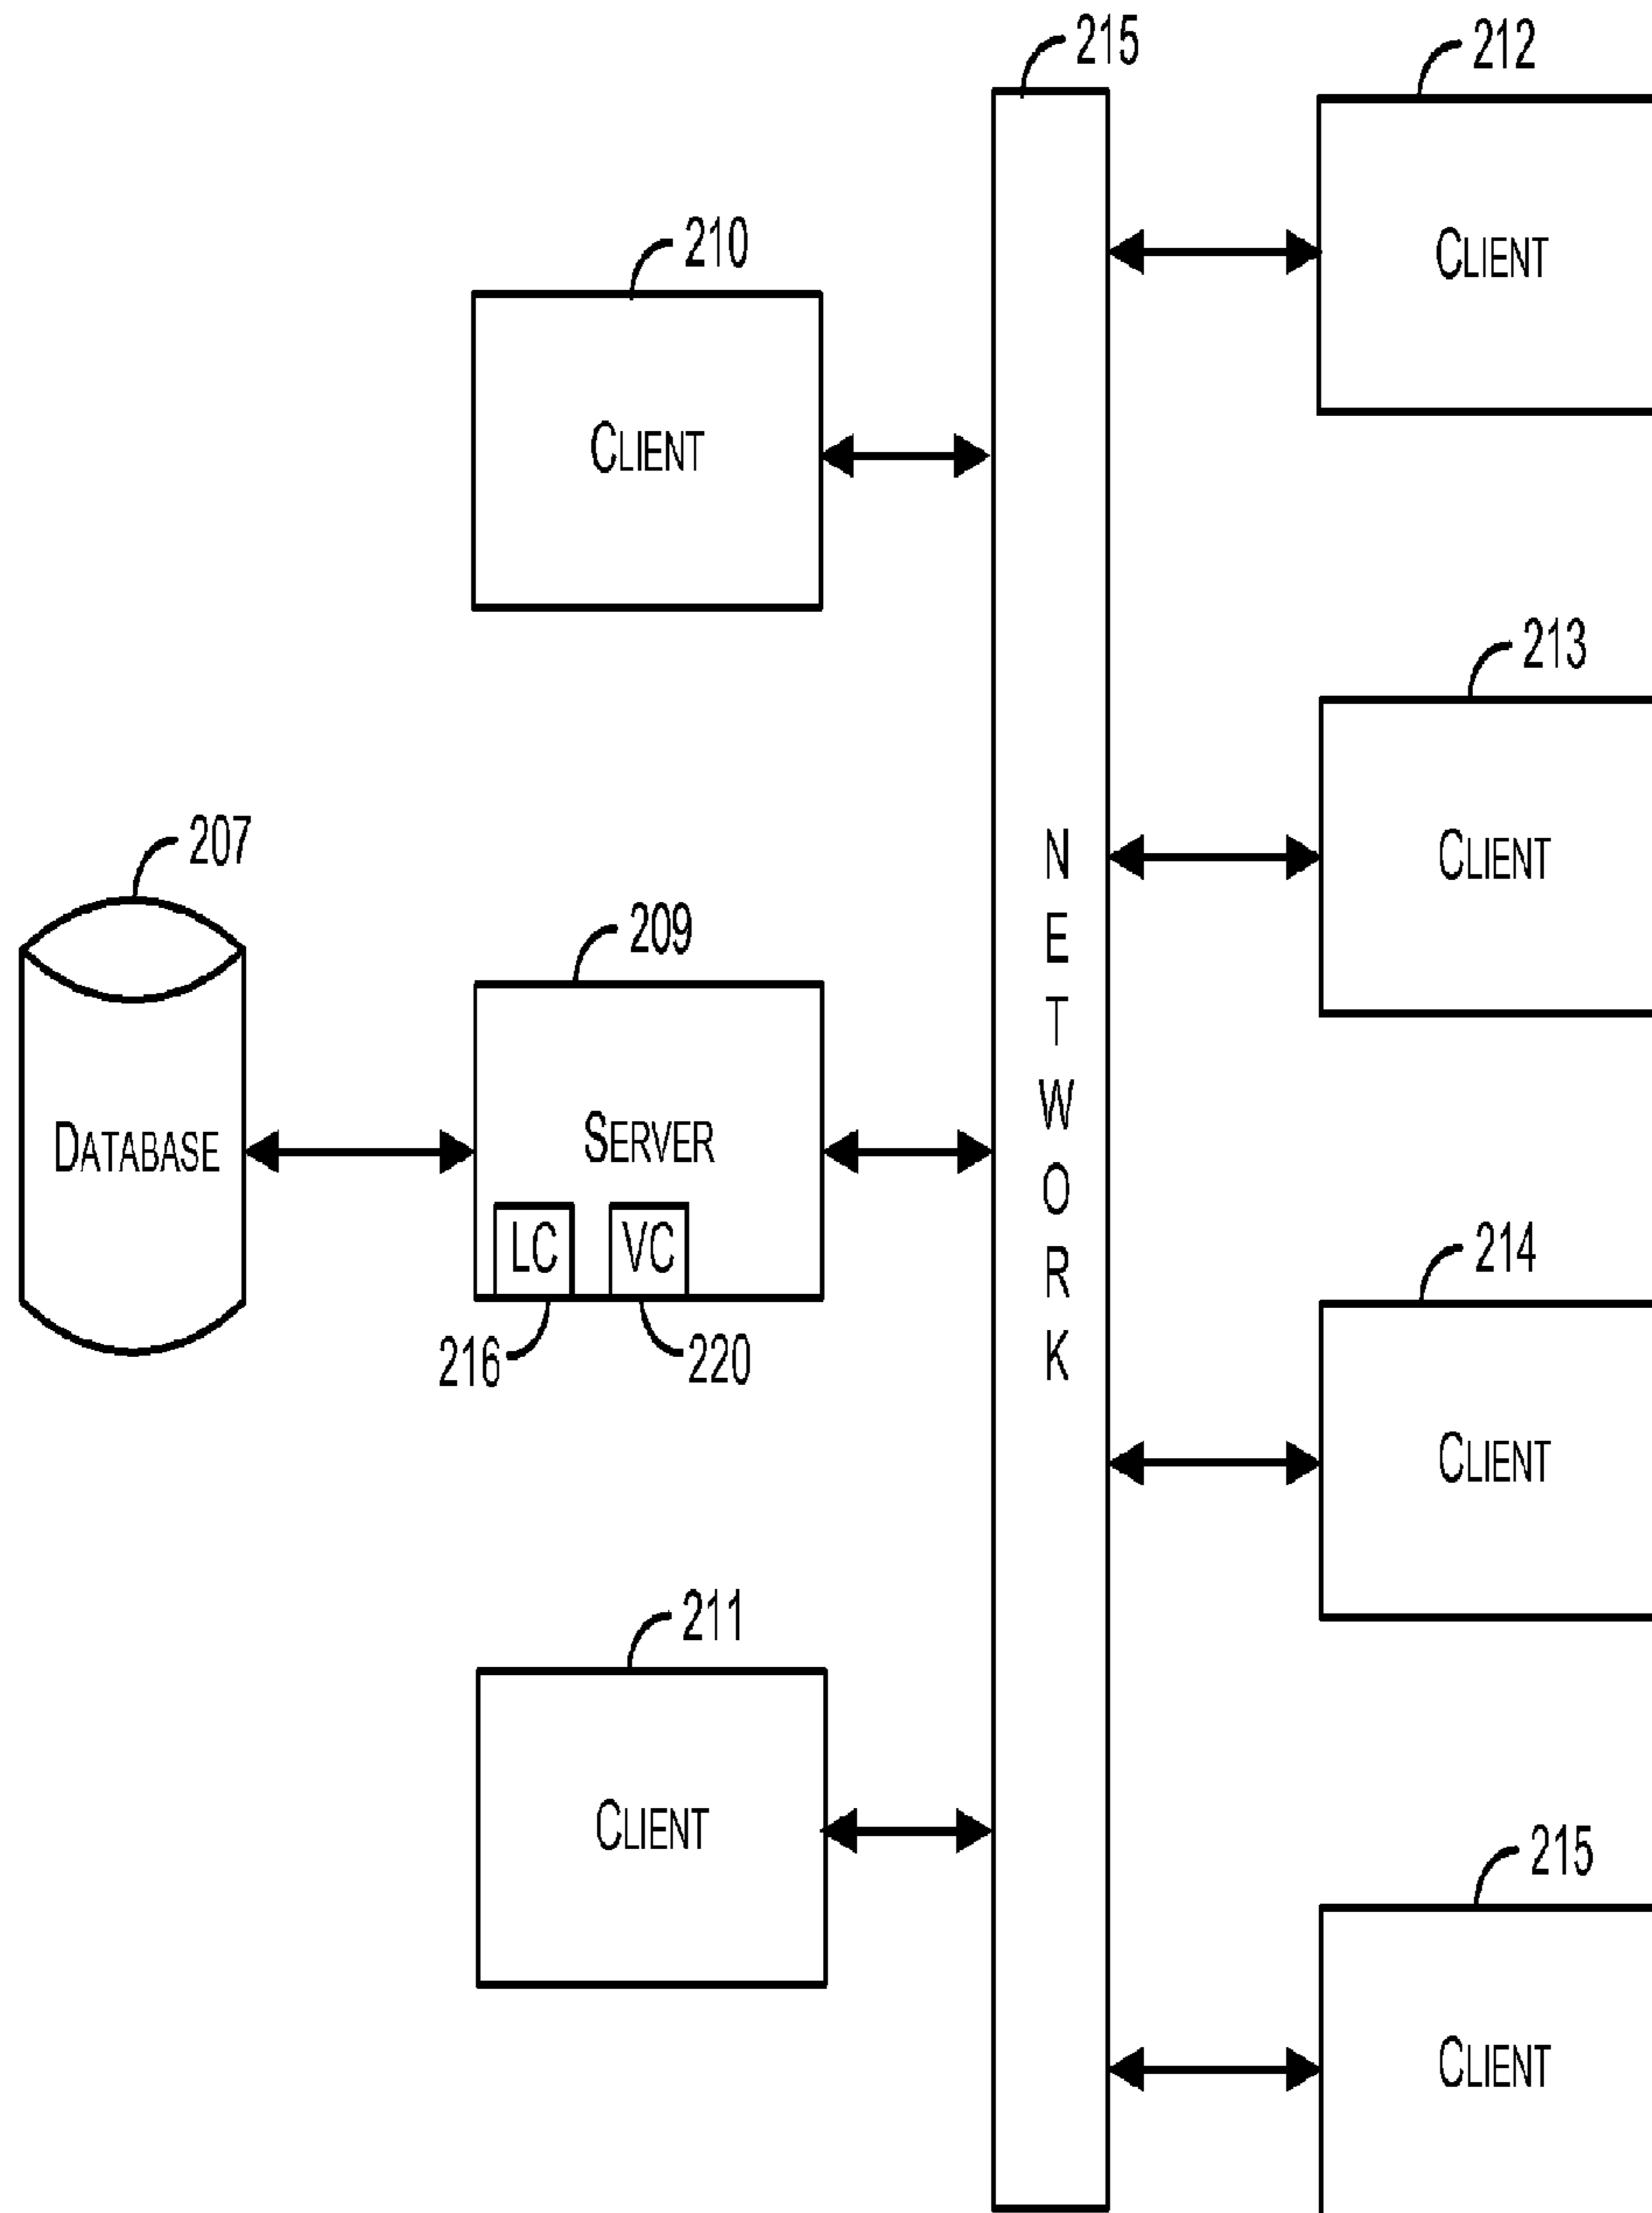 215
212
210
CLIENT
CLIENT
213
207
209
NETWORK
CLIENT
DATABASE
SERVER
LC
VC
216
220
214
CLIENT
211
CLIENT
215
CLIENT